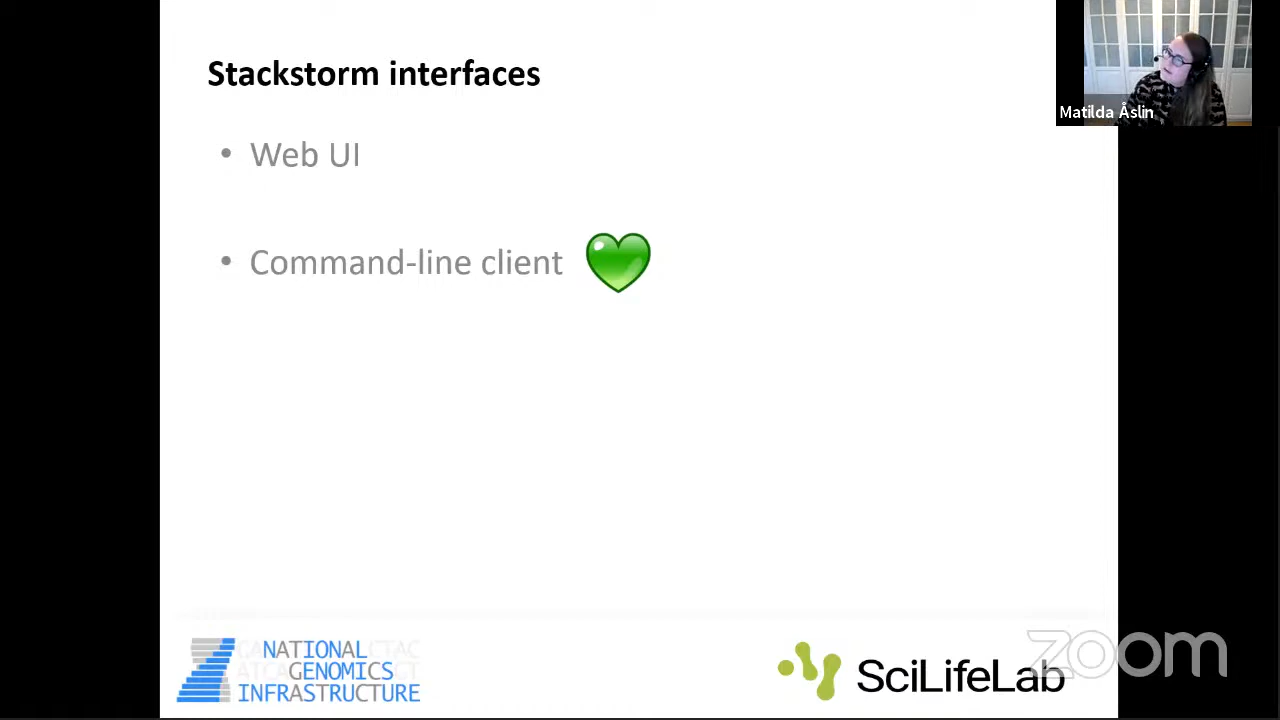 Stackstorm interfaces
• Web UI
• Command-line client
Matilda Åslin
NATIONAL
GENOMICS
INFRASTRUCTURE
SciLifeLab
zoom